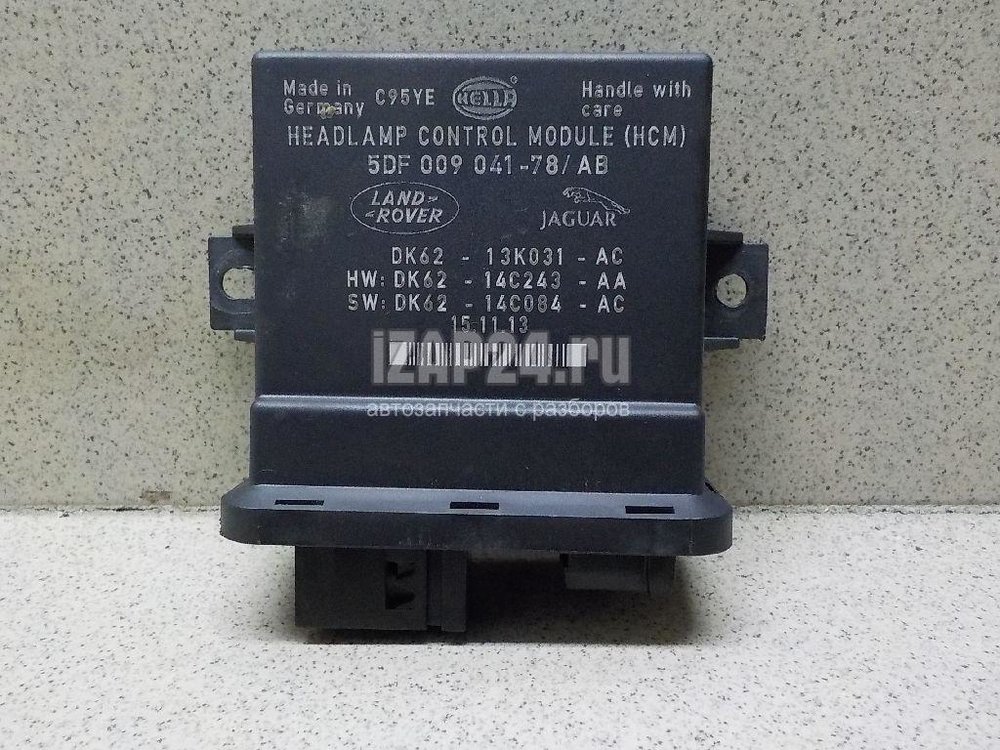 Made in Germany C95YE HELLA ® Handle with care
HEADLAMP CONTROL MODULE (HCM)
5DF 009 041-78/ AB
LAND ROVER JAGUAR
DK62 - 13K031 - AC
HW: DK62 - 14C243 - AA
SW: DK62 - 14C084 - AC
15.11.13
iZAP24.ru
автозапчасти с разборов